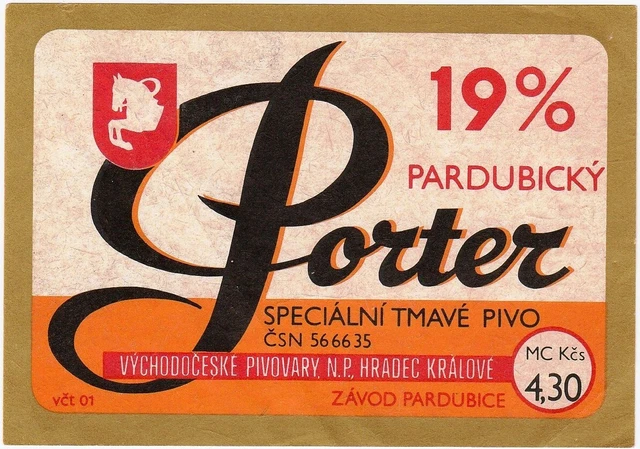 19%
PARDUBICKÝ
Porter
SPECIÁLNÍ TMAVÉ PIVO
ČSN 566635
VÝCHODOČESKÉ PIVOVARY, N.P., HRADEC KRÁLOVÉ
MC Kčs
4,30
včt 01
ZÁVOD PARDUBICE